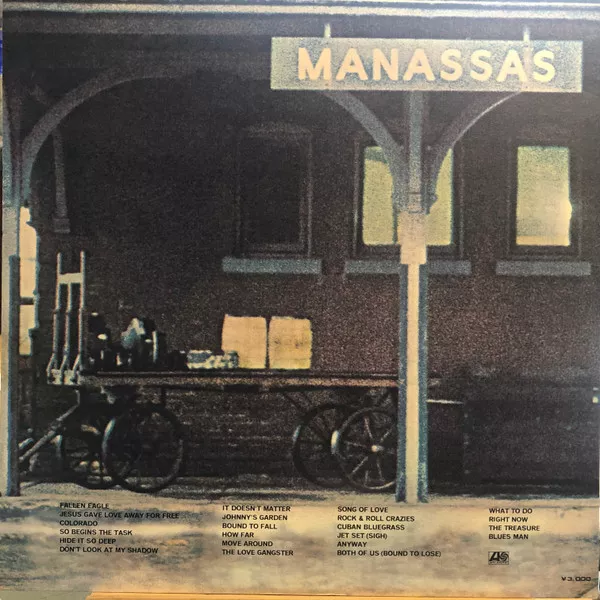 MANASSAS
FALLEN EAGLE
JESUS GAVE LOVE AWAY FOR FREE
COLORADO
SO BEGINS THE TASK
HIDE IT SO DEEP
DON'T LOOK AT MY SHADOW
IT DOESN'T MATTER
JOHNNY'S GARDEN
BOUND TO FALL
HOW FAR
MOVE AROUND
THE LOVE GANGSTER
SONG OF LOVE
ROCK & ROLL CRAZIES
CUBAN BLUEGRASS
JET SET (SIGH)
ANYWAY
BOTH OF US (BOUND TO LOSE)
WHAT TO DO
RIGHT NOW
THE TREASURE
BLUES MAN
¥3,000